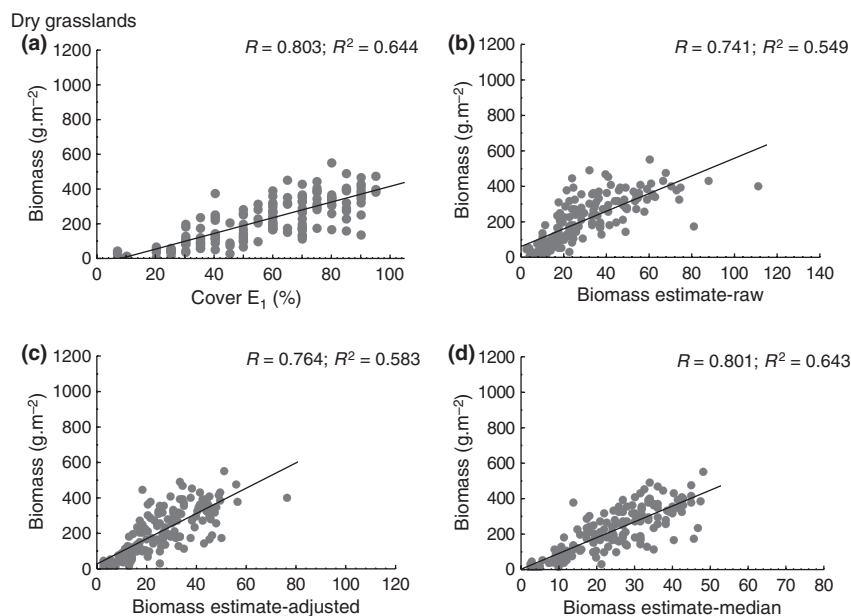 Dry grasslands
(a)
R = 0.803; R² = 0.644
1200
1000
800
600
400
200
0
Biomass (g.m⁻²)
0 20 40 60 80 100
Cover E₁ (%)
(b)
R = 0.741; R² = 0.549
1200
1000
800
600
400
200
0
Biomass (g.m⁻²)
0 20 40 60 80 100 120 140
Biomass estimate-raw
(c)
R = 0.764; R² = 0.583
1200
1000
800
600
400
200
0
Biomass (g.m⁻²)
0 20 40 60 80 100 120
Biomass estimate-adjusted
(d)
R = 0.801; R² = 0.643
1200
1000
800
600
400
200
0
Biomass (g.m⁻²)
0 10 20 30 40 50 60 70 80
Biomass estimate-median